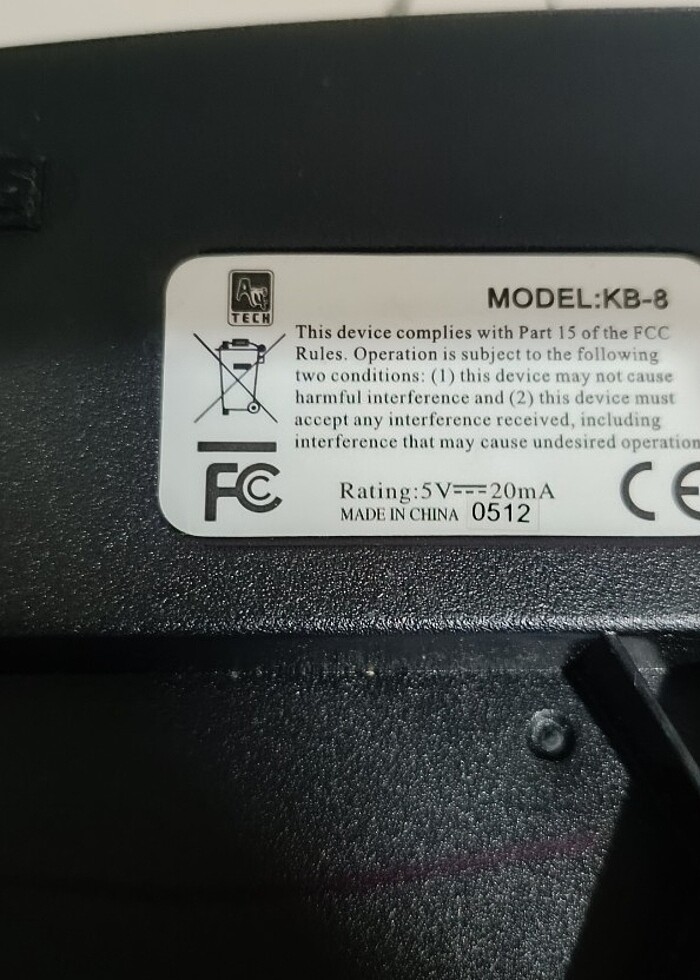 A4
TECH
MODEL:KB-8
This device complies with Part 15 of the FCC
Rules. Operation is subject to the following
two conditions: (1) this device may not cause
harmful interference and (2) this device must
accept any interference received, including
interference that may cause undesired operation
FC
Rating:5V⎓20mA
MADE IN CHINA 0512
CE